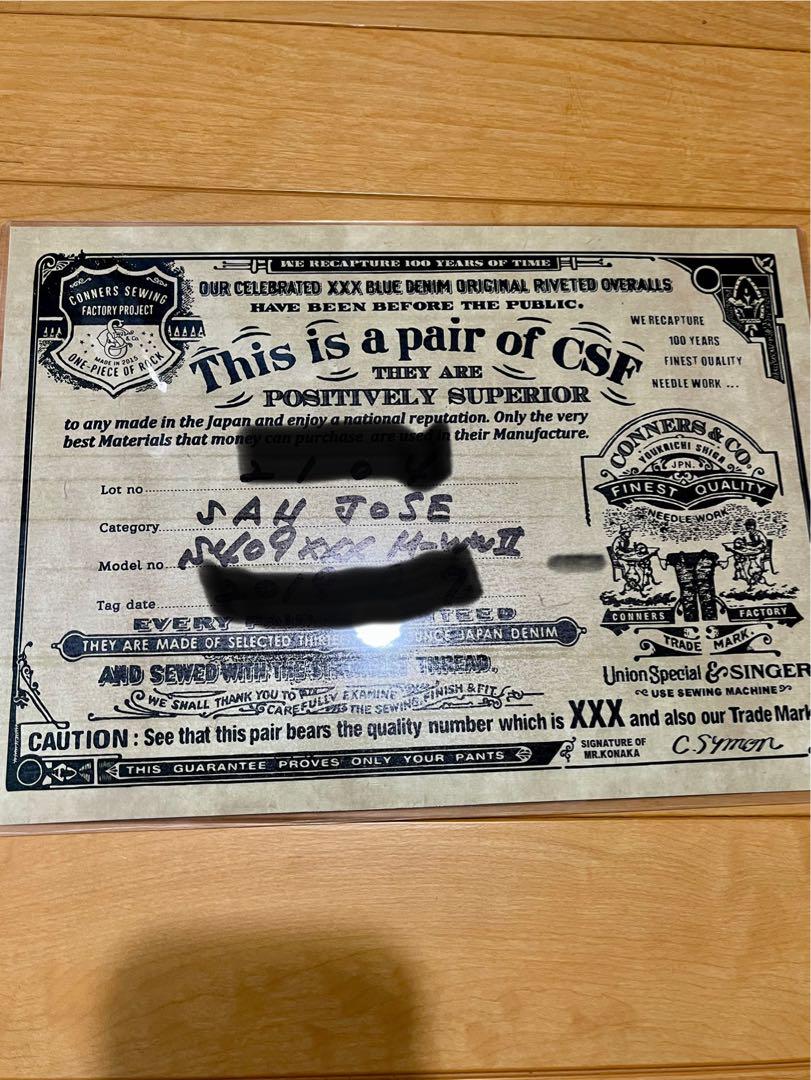 WE RECAPTURE 100 YEARS OF TIME
CONNERS SEWING
FACTORY PROJECT
& Co.
MADE IN 2015
ONE-PIECE OF ROCK
OUR CELEBRATED XXX BLUE DENIM ORIGINAL RIVETED OVERALLS
HAVE BEEN BEFORE THE PUBLIC.
This is a pair of CSF
THEY ARE
POSITIVELY SUPERIOR
to any made in the Japan and enjoy a national reputation. Only the very
best Materials that money can purchase are used in their Manufacture.
WE RECAPTURE
100 YEARS
FINEST QUALITY
NEEDLE WORK ...
Lot no
Category SAN JOSE
Model no
Tag date
EVERY
THEY ARE MADE OF SELECTED JAPAN DENIM
AND SEWED WITH THE THREAD.
WE SHALL THANK YOU TO
CAREFULLY EXAMINE
THE SEWING, FINISH & FIT
CONNERS & CO.
YOUKAICHI SHIGA
JPN.
FINEST QUALITY
NEEDLE WORK
CONNERS FACTORY
TRADE MARK.
Union Special & SINGER
USE SEWING MACHINE
CAUTION : See that this pair bears the quality number which is XXX and also our Trade Mark
THIS GUARANTEE PROVES ONLY YOUR PANTS
SIGNATURE OF
MR.KONAKA
C.Symon